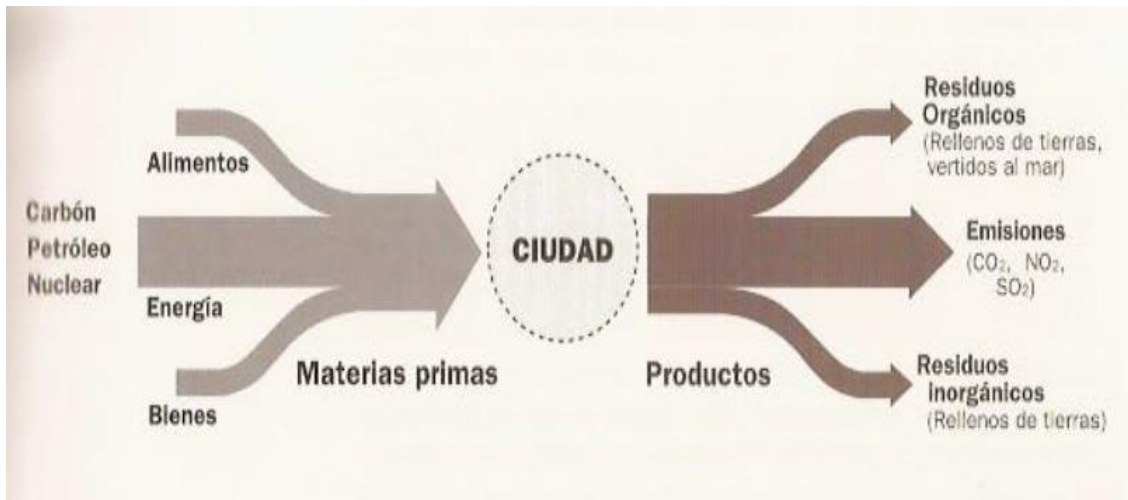 Alimentos
Carbón
Petróleo
Nuclear
Energía
Bienes
Materias primas
CIUDAD
Productos
Residuos
Orgánicos
(Rellenos de tierras,
vertidos al mar)
Emisiones
(CO₂, NO₂,
SO₂)
Residuos
inorgánicos
(Rellenos de tierras)